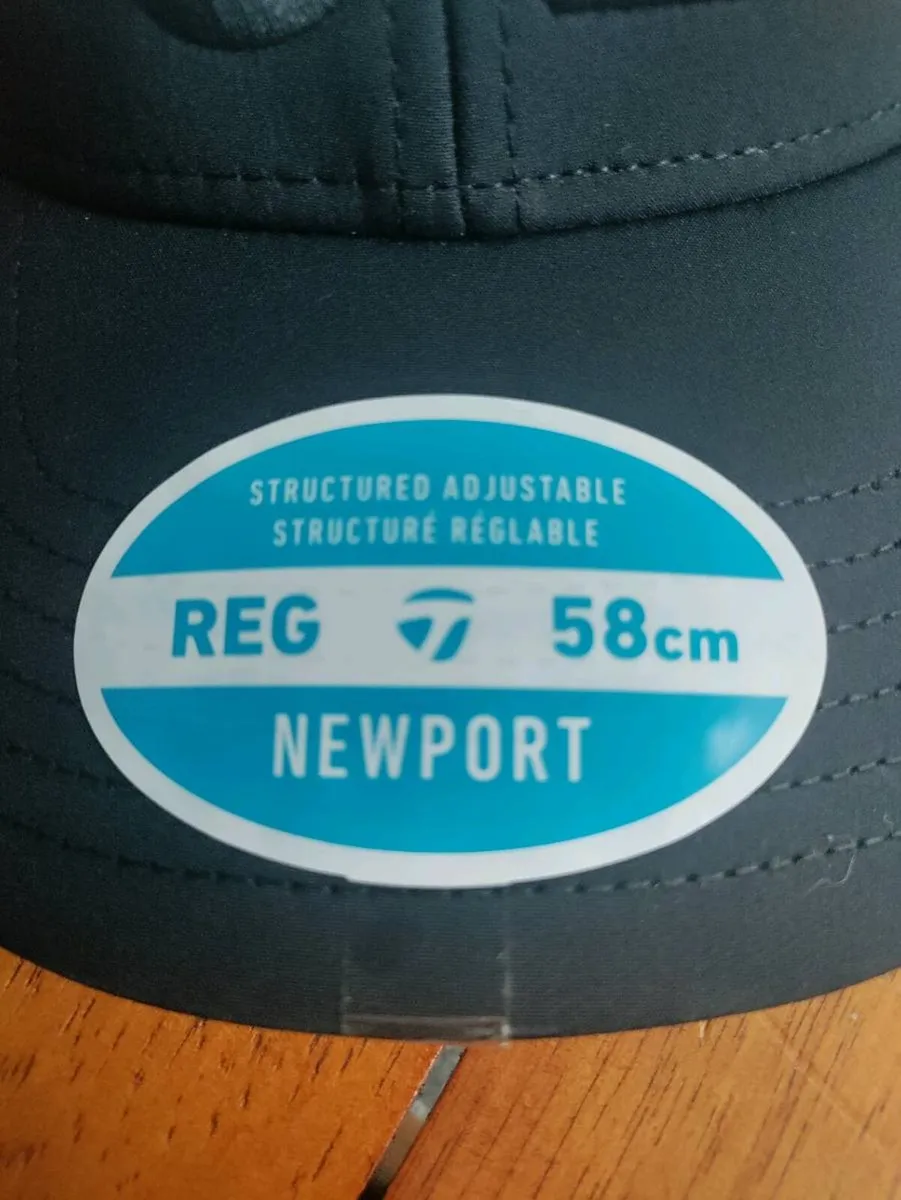 STRUCTURED ADJUSTABLE
STRUCTURÉ RÉGLABLE
REG 58cm
NEWPORT